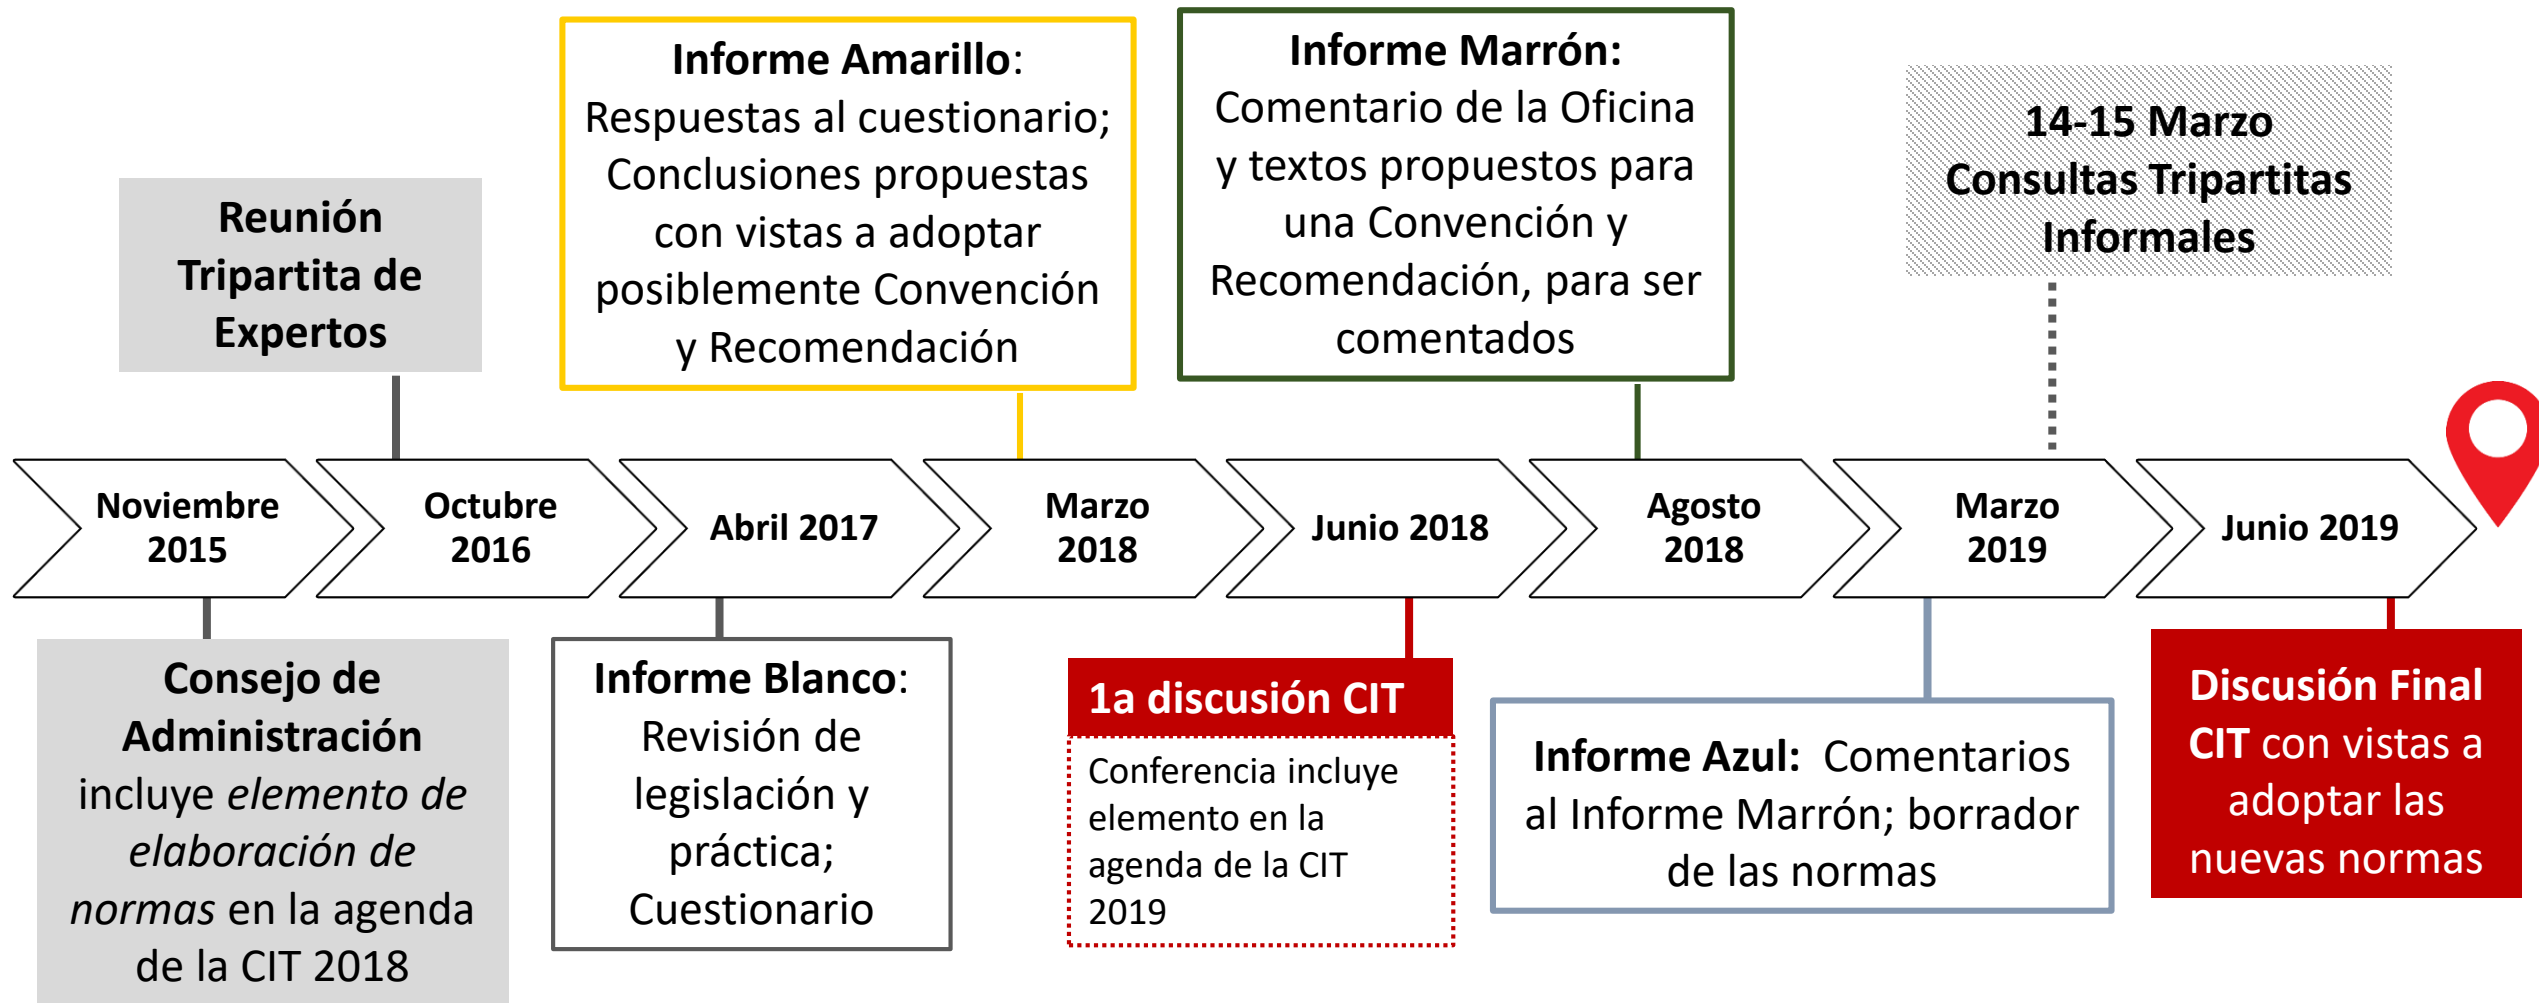 Informe Amarillo:
Respuestas al cuestionario;
Conclusiones propuestas
con vistas a adoptar
posiblemente Convención
y Recomendación
Informe Marrón:
Comentario de la Oficina
y textos propuestos para
una Convención y
Recomendación, para ser
comentados
14-15 Marzo
Consultas Tripartitas
Informales
Reunión
Tripartita de
Expertos
Noviembre
2015
Octubre
2016
Abril 2017
Marzo
2018
Junio 2018
Agosto
2018
Marzo
2019
Junio 2019
Consejo de
Administración
incluye elemento de
elaboración de
normas en la agenda
de la CIT 2018
Informe Blanco:
Revisión de
legislación y
práctica;
Cuestionario
1a discusión CIT
Conferencia incluye
elemento en la
agenda de la CIT
2019
Informe Azul: Comentarios
al Informe Marrón; borrador
de las normas
Discusión Final
CIT con vistas a
adoptar las
nuevas normas